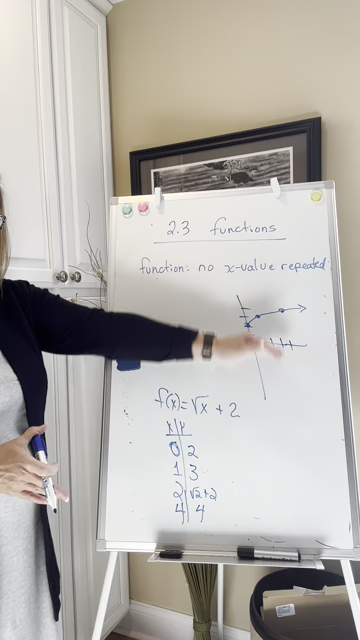 2.3 functions
function: no x-value repeated
f(x)=√x + 2
x y
0 2
1 3
2 √2+2
4 4